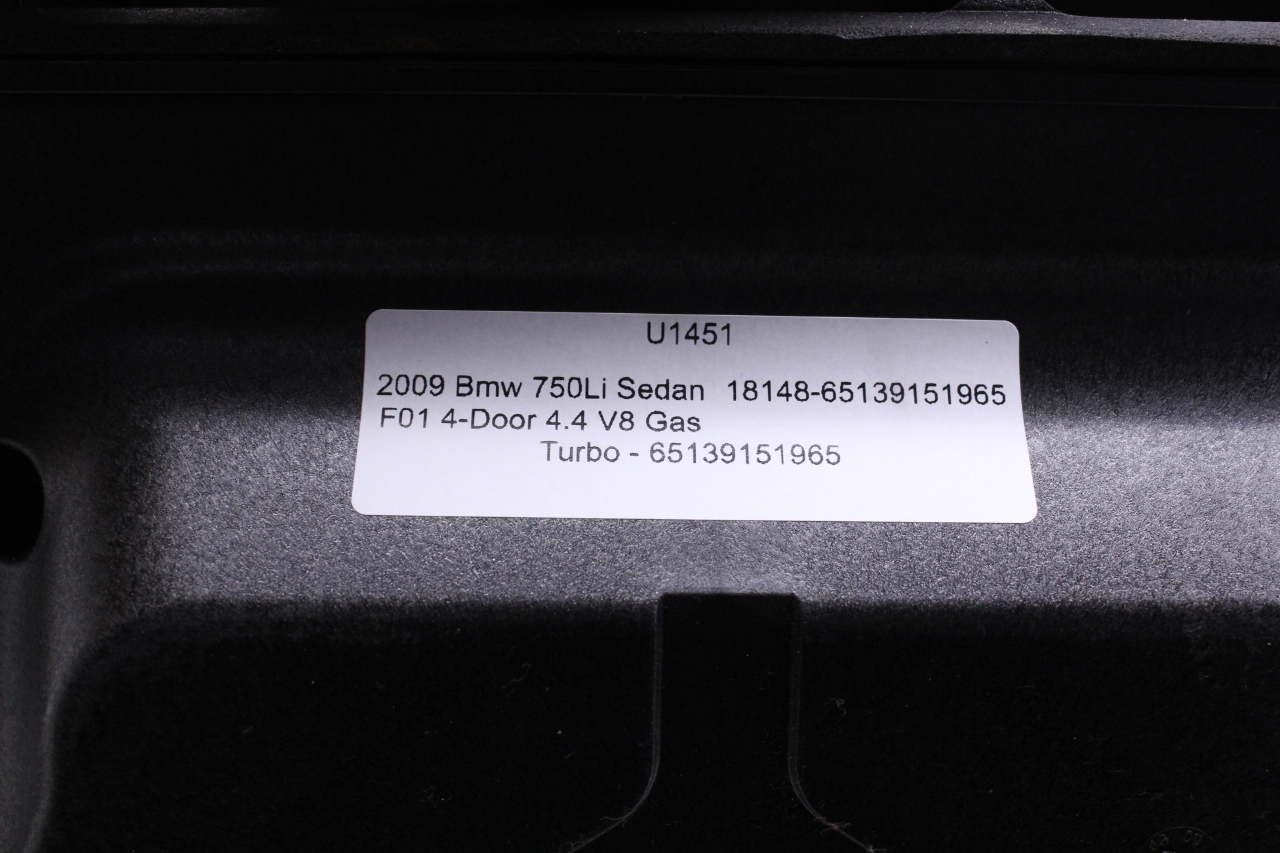 U1451
2009 Bmw 750Li Sedan 18148-65139151965
F01 4-Door 4.4 V8 Gas
Turbo - 65139151965